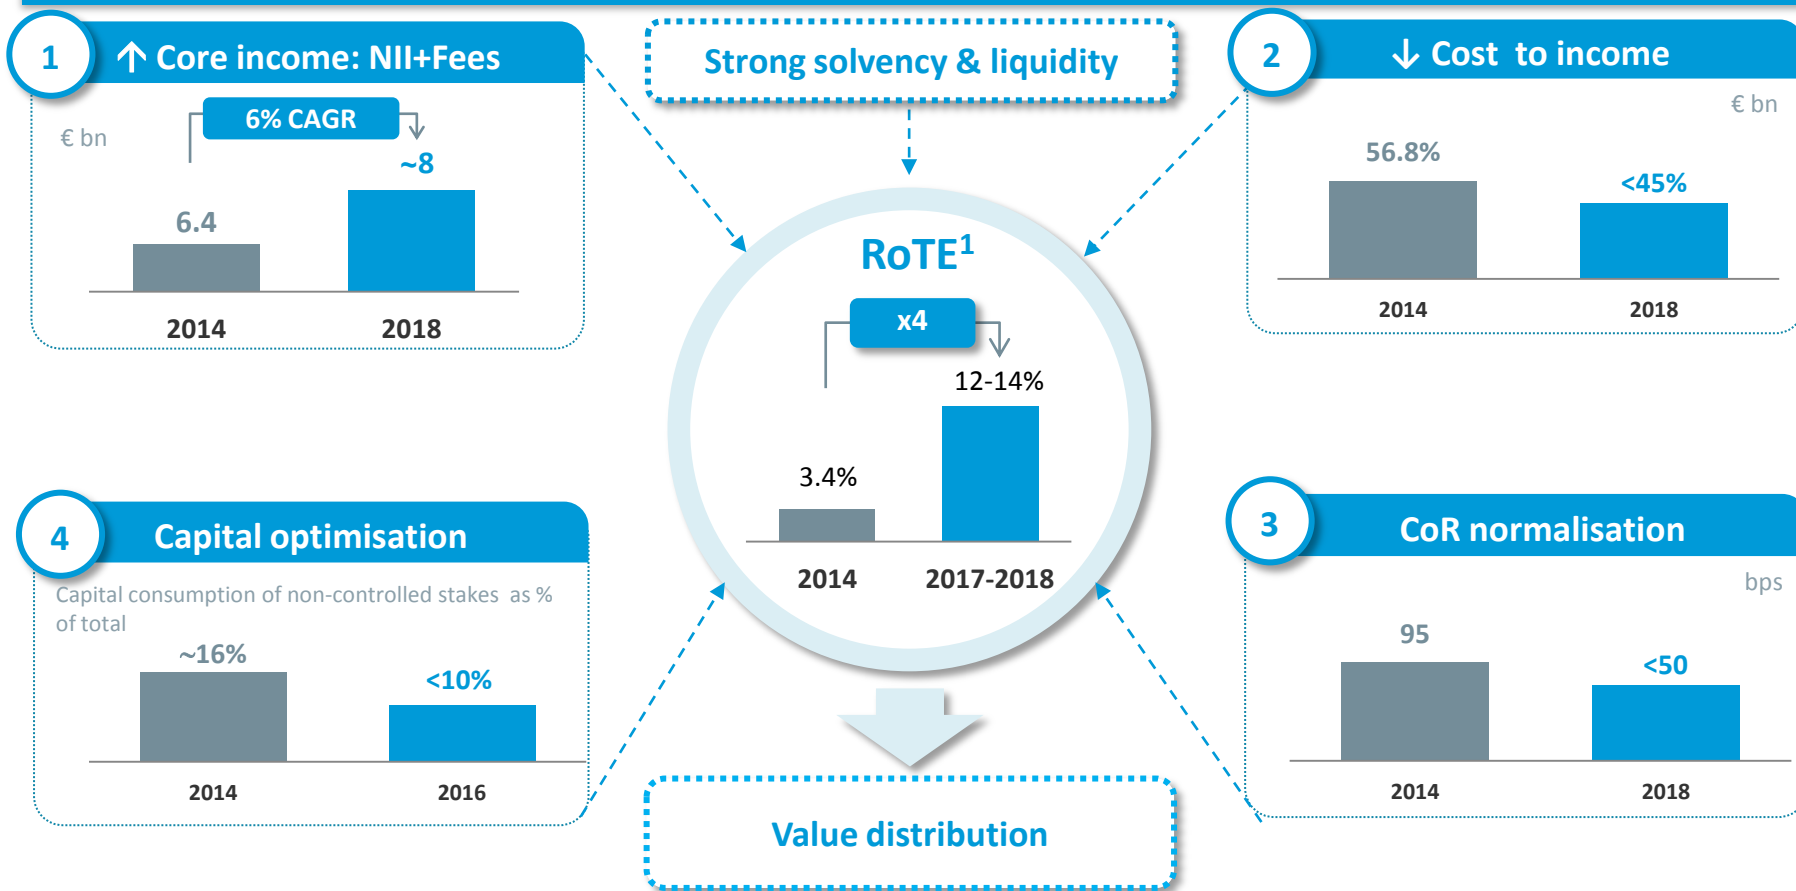 1
↑ Core income: NII+Fees
6% CAGR
€ bn
~8
6.4
2014 2018
Strong solvency & liquidity
2
↓ Cost to income
€ bn
56.8%
<45%
2014 2018
RoTE1
x4
12-14%
3.4%
2014 2017-2018
4
Capital optimisation
Capital consumption of non-controlled stakes as %
of total
~16%
<10%
2014 2016
3
CoR normalisation
bps
95
<50
2014 2018
Value distribution